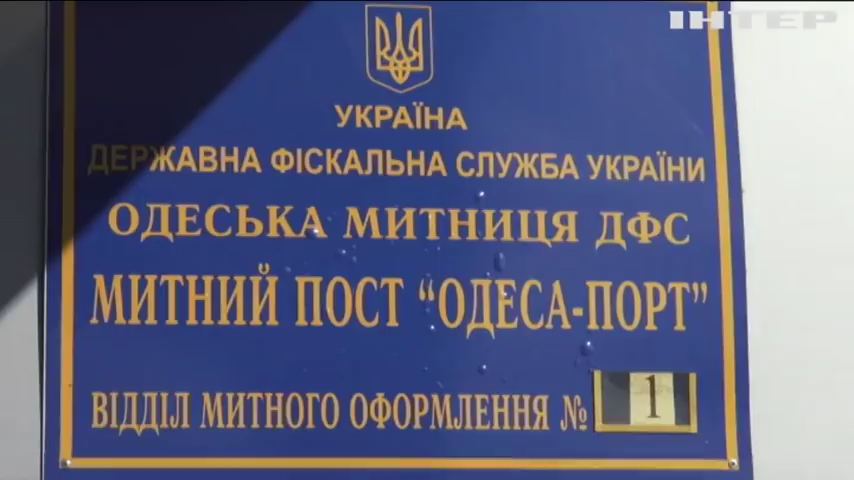 ІНТЕР
УКРАЇНА
ДЕРЖАВНА ФІСКАЛЬНА СЛУЖБА УКРАЇНИ
ОДЕСЬКА МИТНИЦЯ ДФС
МИТНИЙ ПОСТ “ОДЕСА-ПОРТ”
ВІДДІЛ МИТНОГО ОФОРМЛЕННЯ № 1